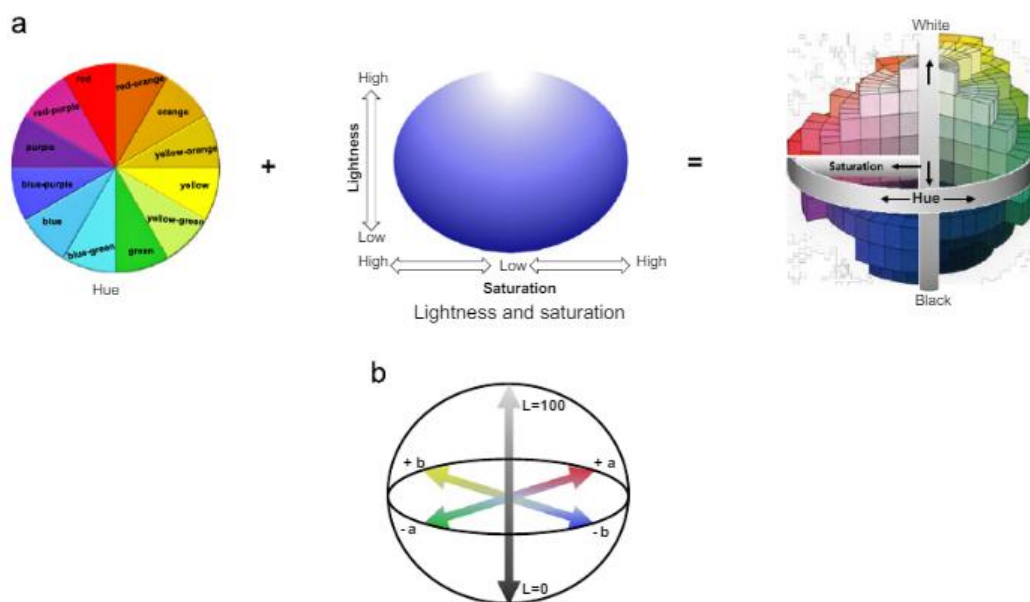 a
red
red-orange
orange
yellow-orange
yellow
yellow-green
green
blue-green
blue
blue-purple
purple
red-purple
Hue
+
High
Lightness
Low
High
Low
High
Saturation
Lightness and saturation
=
White
Saturation
Hue
Black
b
L=100
+ b
+ a
- a
- b
L=0